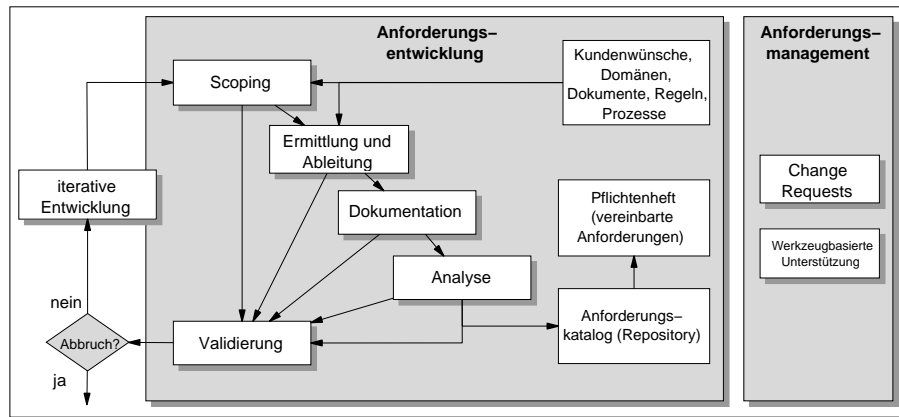 Anforderungs–
entwicklung
Anforderungs–
management
Kundenwünsche,
Domänen,
Dokumente, Regeln,
Prozesse
Scoping
Ermittlung und
Ableitung
iterative
Entwicklung
Dokumentation
Pflichtenheft
(vereinbarte
Anforderungen)
Change
Requests
Werkzeugbasierte
Unterstützung
Analyse
nein
Abbruch?
ja
Validierung
Anforderungs–
katalog (Repository)